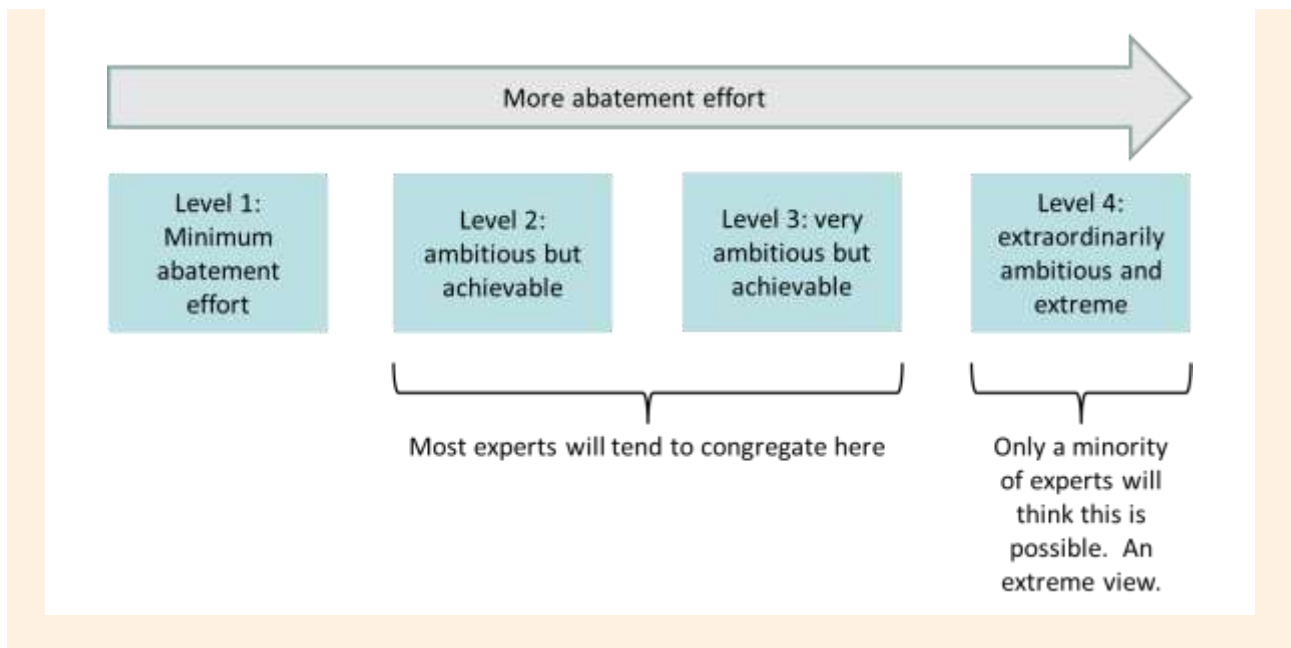 More abatement effort
Level 1:
Minimum
abatement
effort
Level 2:
ambitious but
achievable
Level 3: very
ambitious but
achievable
Level 4:
extraordinarily
ambitious and
extreme
Most experts will tend to congregate here
Only a minority
of experts will
think this is
possible.  An
extreme view.